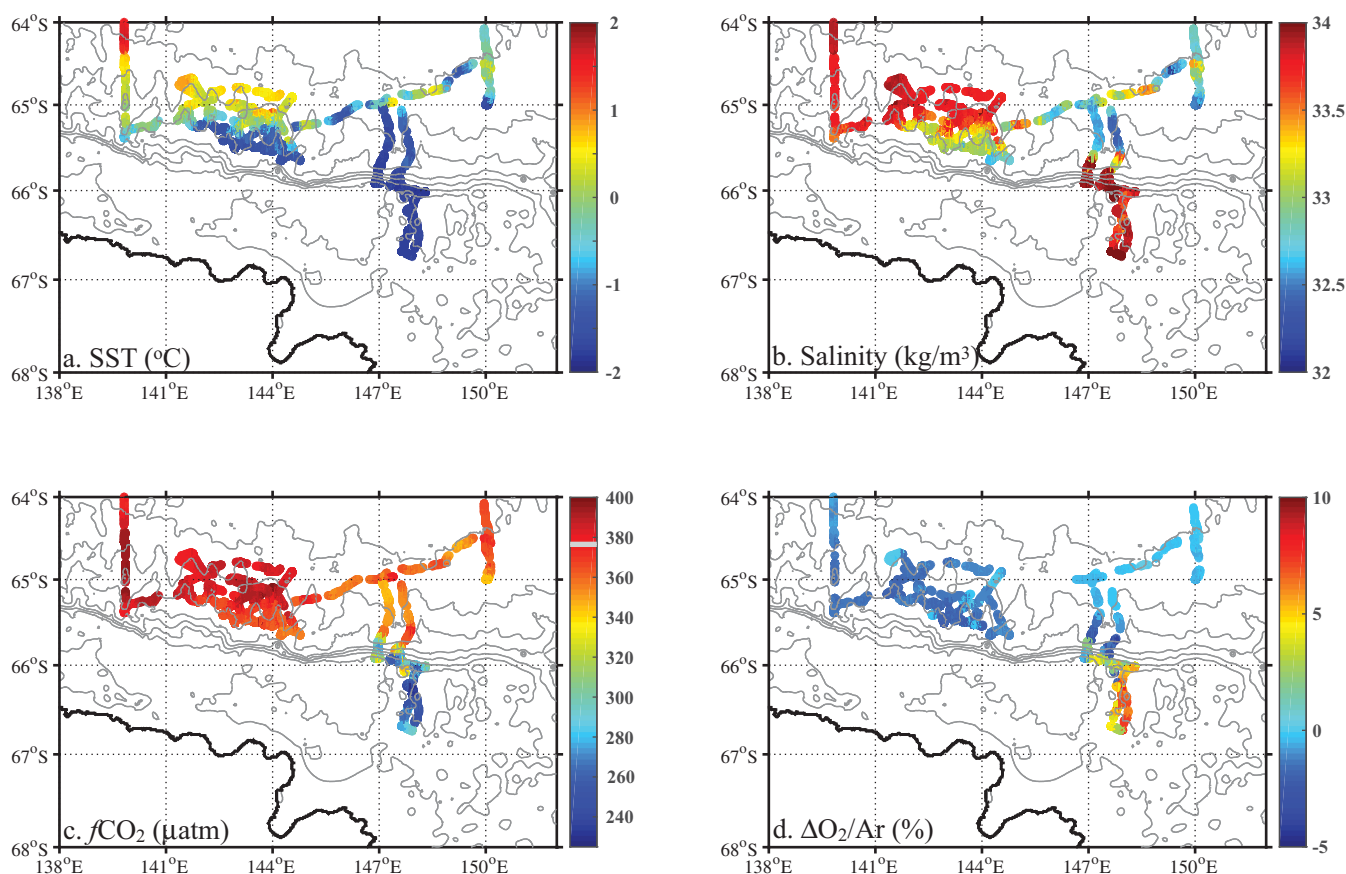 64°S
65°S
66°S
67°S
68°S
138°E 141°E 144°E 147°E 150°E
2
1
0
-1
-2
a. SST (°C)
64°S
65°S
66°S
67°S
68°S
138°E 141°E 144°E 147°E 150°E
34
33.5
33
32.5
32
b. Salinity (kg/m³)
64°S
65°S
66°S
67°S
68°S
138°E 141°E 144°E 147°E 150°E
400
380
360
340
320
300
280
260
240
c. fCO₂ (µatm)
64°S
65°S
66°S
67°S
68°S
138°E 141°E 144°E 147°E 150°E
10
5
0
-5
d. ΔO₂/Ar (%)